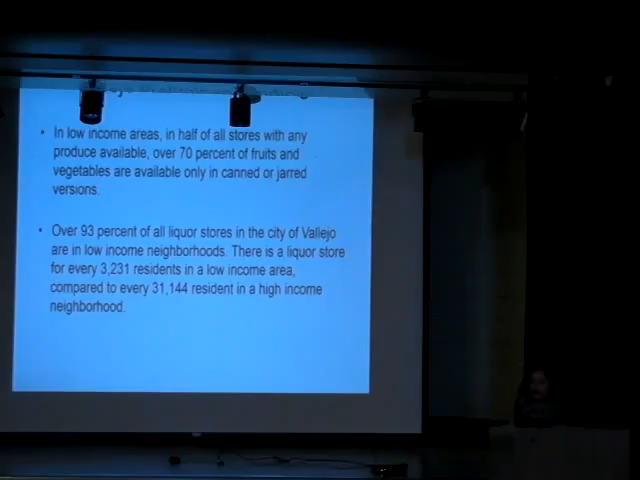 • In low income areas, in half of all stores with any
produce available, over 70 percent of fruits and
vegetables are available only in canned or jarred
versions.
• Over 93 percent of all liquor stores in the city of Vallejo
are in low income neighborhoods. There is a liquor store
for every 3,231 residents in a low income area,
compared to every 31,144 resident in a high income
neighborhood.